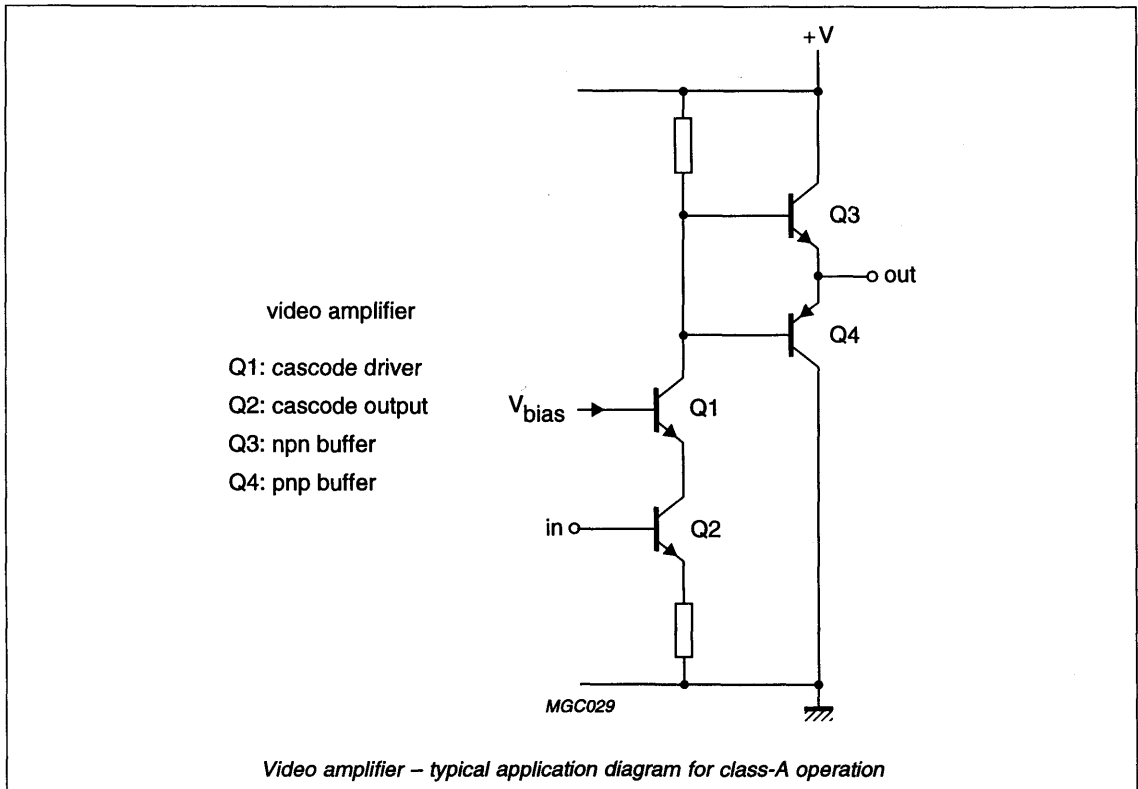 +V
Q3
out
video amplifier
Q4
Q1: cascode driver
Q2: cascode output
Vbias
Q1
Q3: npn buffer
Q4: pnp buffer
in
Q2
MGC029
Video amplifier – typical application diagram for class-A operation